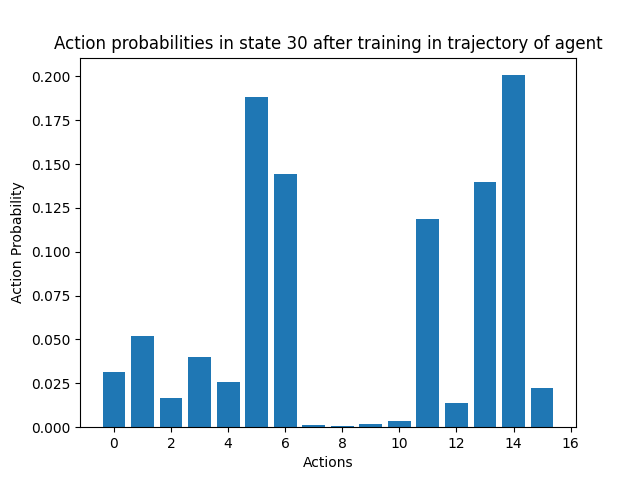 Action probabilities in state 30 after training in trajectory of agent
0.200
0.175
0.150
0.125
0.100
0.075
0.050
0.025
0.000
Action Probability
0 2 4 6 8 10 12 14 16
Actions